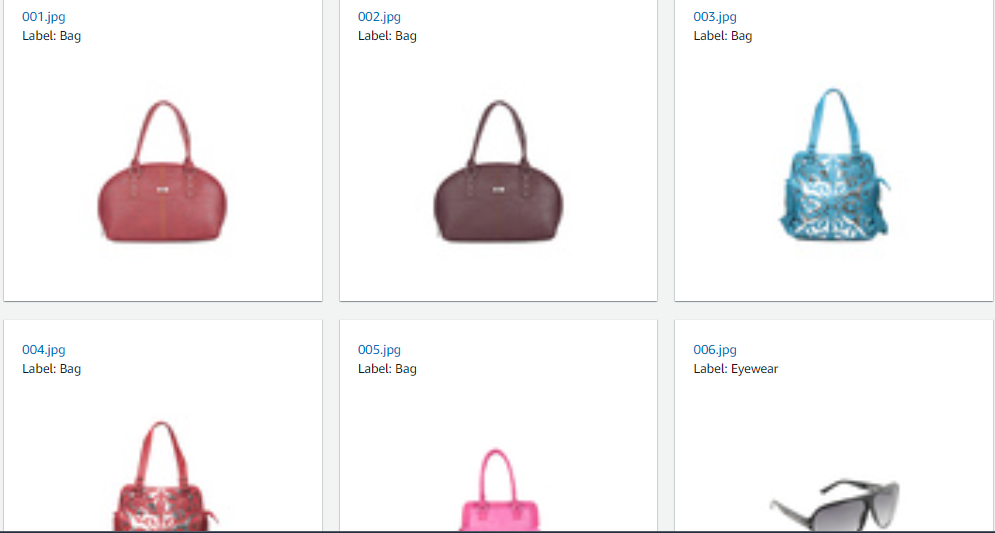 001.jpg
Label: Bag
002.jpg
Label: Bag
003.jpg
Label: Bag
004.jpg
Label: Bag
005.jpg
Label: Bag
006.jpg
Label: Eyewear